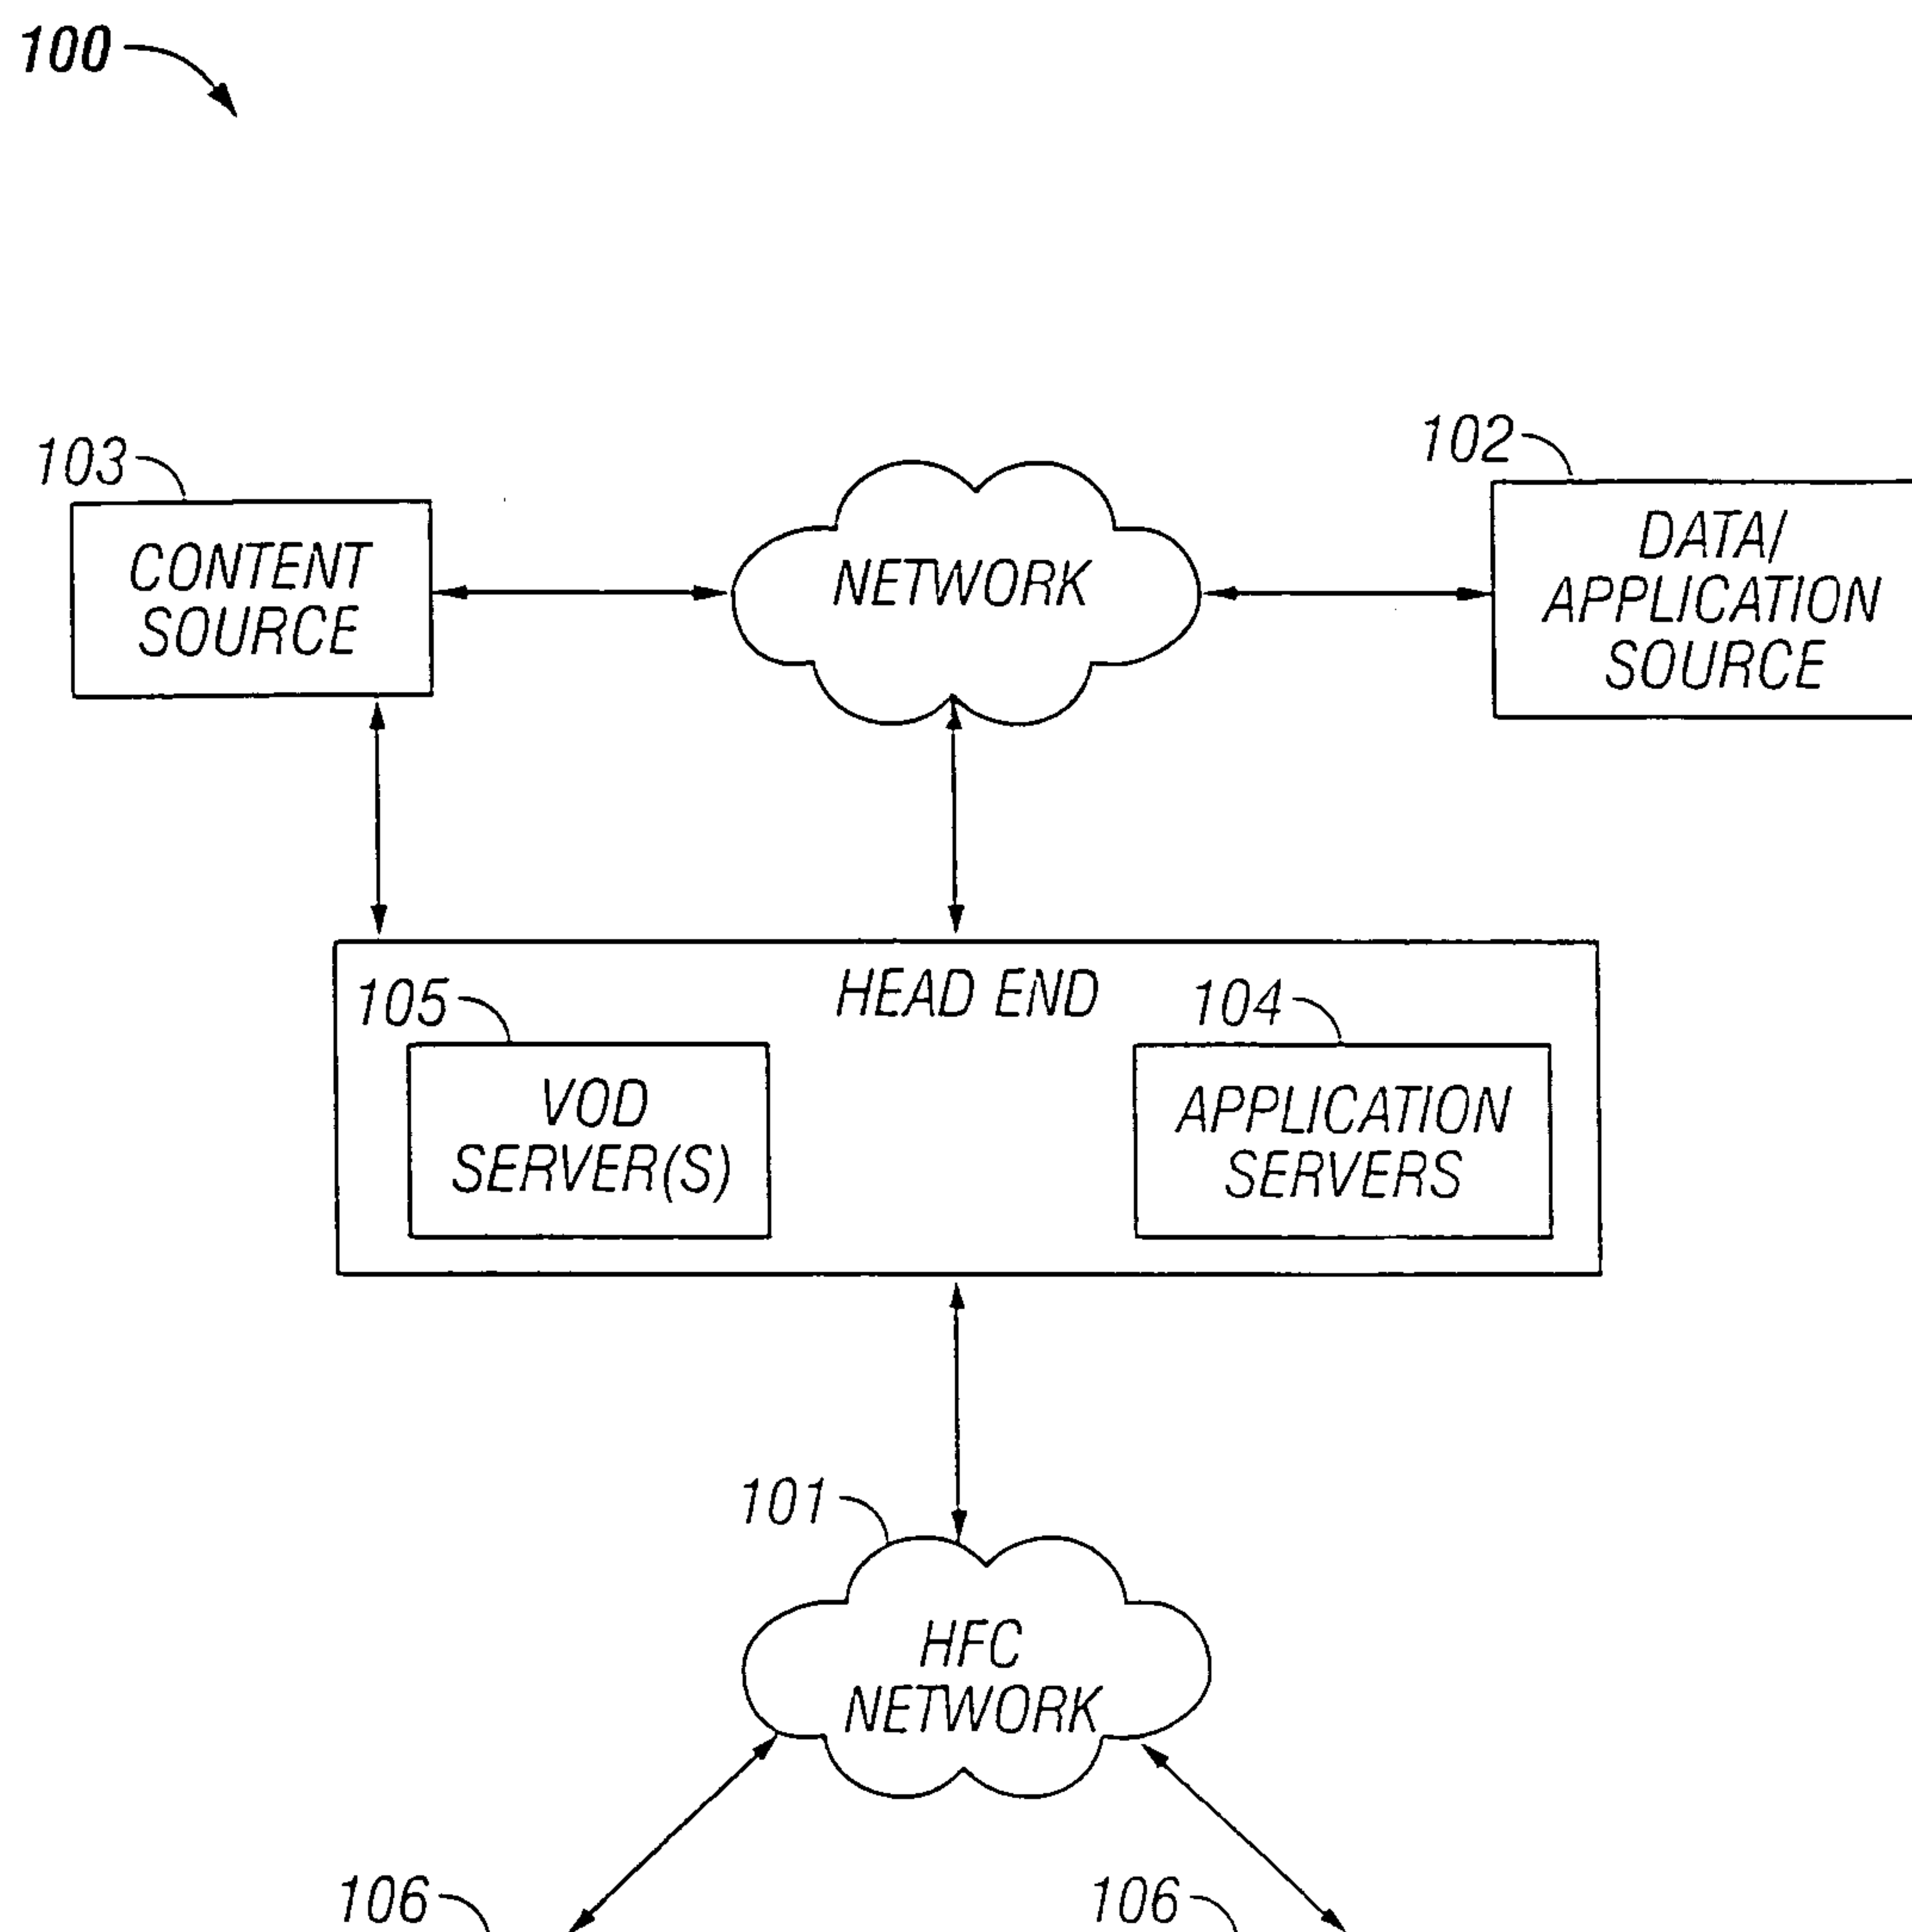 100
103
102
CONTENT
SOURCE
NETWORK
DATA/
APPLICATION
SOURCE
HEAD END
105
104
VOD
SERVER(S)
APPLICATION
SERVERS
101
HFC
NETWORK
106
106